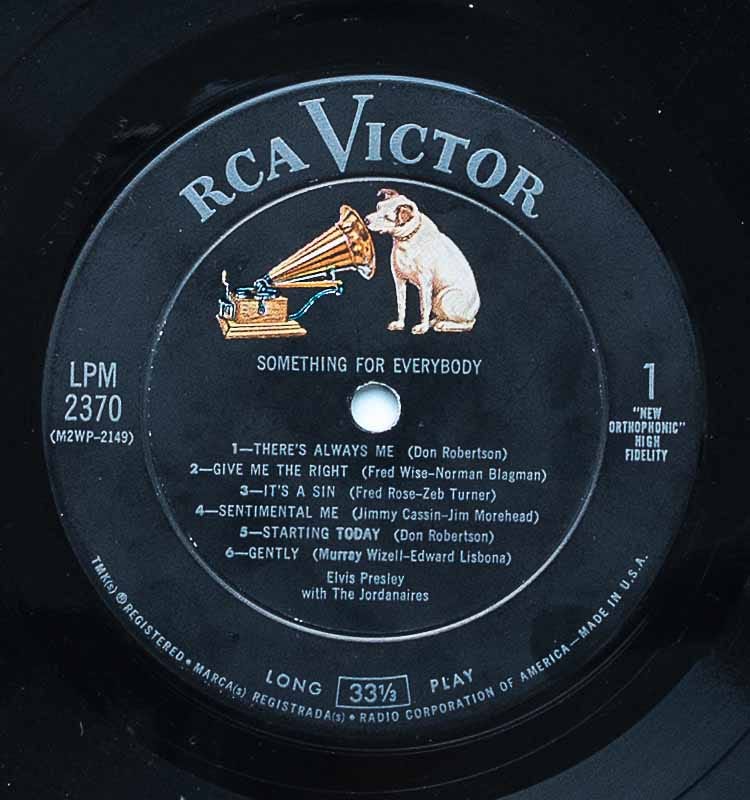 RCA VICTOR
SOMETHING FOR EVERYBODY
LPM
2370
(M2WP-2149)
1
"NEW
ORTHOPHONIC"
HIGH
FIDELITY
1—THERE'S ALWAYS ME (Don Robertson)
2—GIVE ME THE RIGHT (Fred Wise-Norman Blagman)
3—IT'S A SIN (Fred Rose-Zeb Turner)
4—SENTIMENTAL ME (Jimmy Cassin-Jim Morehead)
5—STARTING TODAY (Don Robertson)
6—GENTLY (Murray Wizell-Edward Lisbona)
Elvis Presley
with The Jordanaires
LONG 33⅓ PLAY
TMK(s) ® REGISTERED • MARCA(s) REGISTRADA(s) • RADIO CORPORATION OF AMERICA—MADE IN U.S.A.